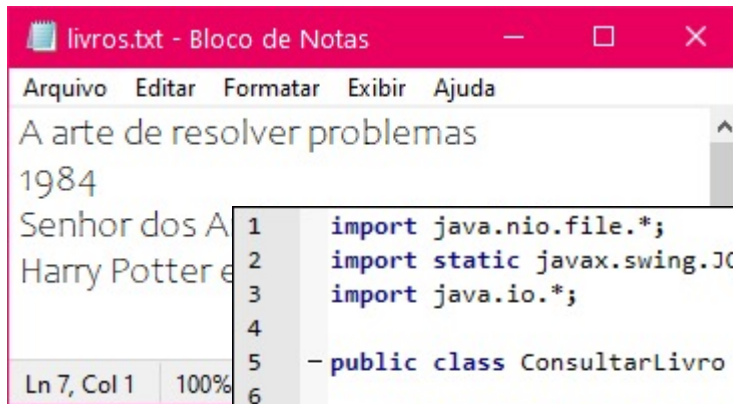 livros.txt - Bloco de Notas
Arquivo Editar Formatar Exibir Ajuda
A arte de resolver problemas
1984
Senhor dos A
Harry Potter e
Ln 7, Col 1 100%
1 import java.nio.file.*;
2 import static javax.swing.JO
3 import java.io.*;
4
5 public class ConsultarLivro
6